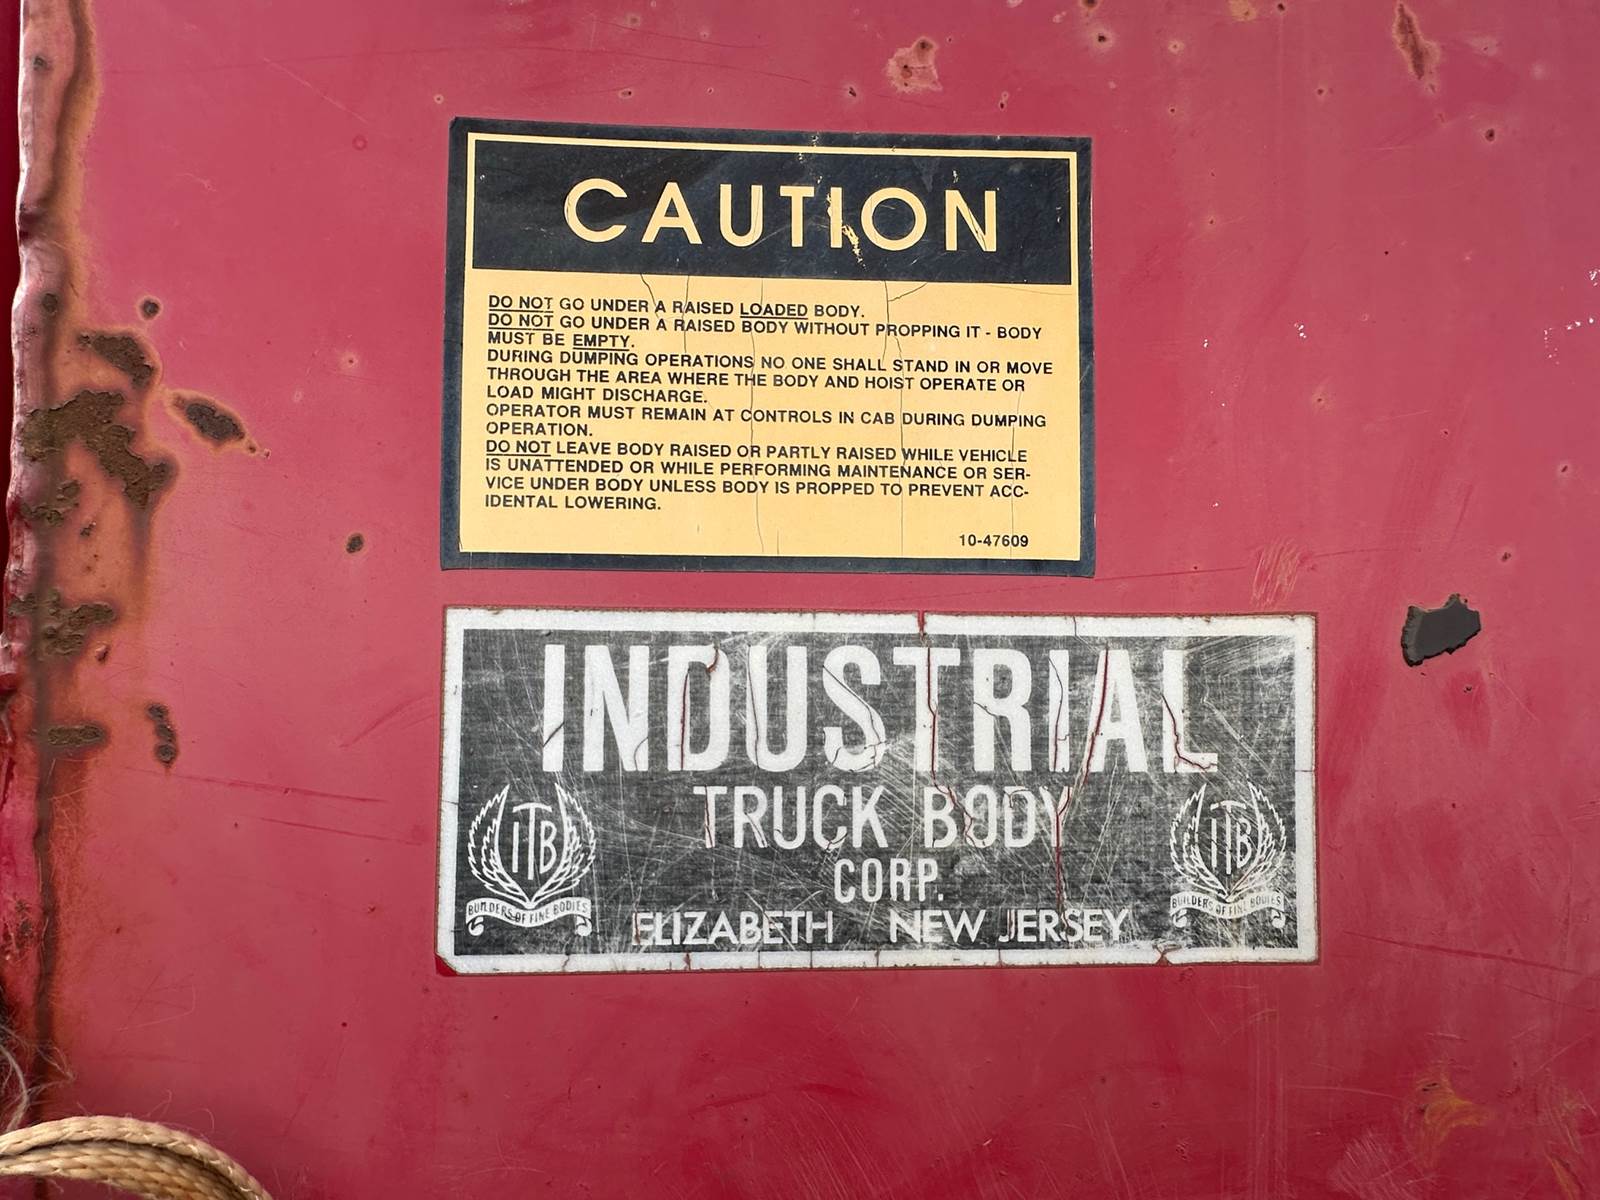 CAUTION
DO NOT GO UNDER A RAISED LOADED BODY.
DO NOT GO UNDER A RAISED BODY WITHOUT PROPPING IT - BODY
MUST BE EMPTY.
DURING DUMPING OPERATIONS NO ONE SHALL STAND IN OR MOVE
THROUGH THE AREA WHERE THE BODY AND HOIST OPERATE OR
LOAD MIGHT DISCHARGE.
OPERATOR MUST REMAIN AT CONTROLS IN CAB DURING DUMPING
OPERATION.
DO NOT LEAVE BODY RAISED OR PARTLY RAISED WHILE VEHICLE
IS UNATTENDED OR WHILE PERFORMING MAINTENANCE OR SER-
VICE UNDER BODY UNLESS BODY IS PROPPED TO PREVENT ACC-
IDENTAL LOWERING.
10-47609
INDUSTRIAL
TRUCK BODY
CORP.
ELIZABETH NEW JERSEY
ITB
BUILDERS OF FINE BODIES
ITB
BUILDERS OF FINE BODIES